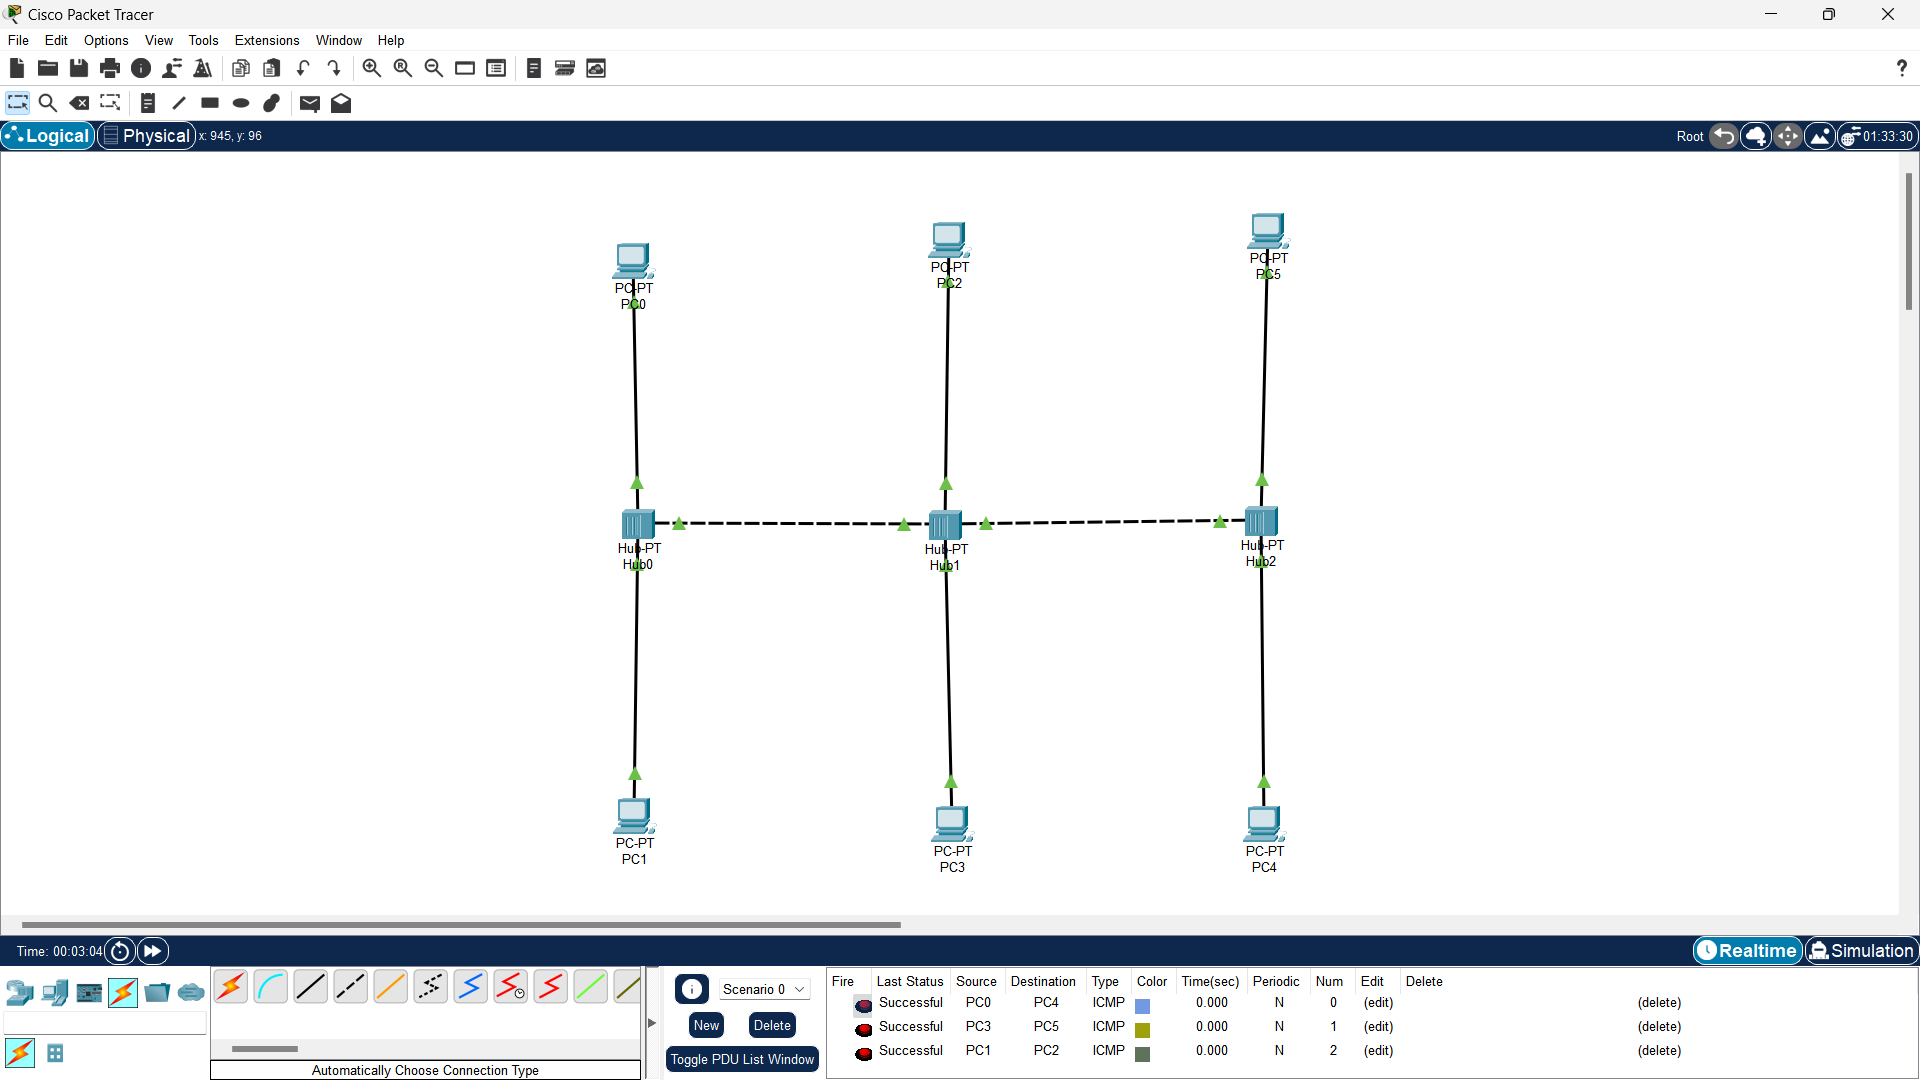 Cisco Packet Tracer
File Edit Options View Tools Extensions Window Help
?
Logical Physical x: 945, y: 96 Root 01:33:30
PC-PT
PC0
PC-PT
PC2
PC-PT
PC5
Hub-PT
Hub0
Hub-PT
Hub1
Hub-PT
Hub2
PC-PT
PC1
PC-PT
PC3
PC-PT
PC4
Time: 00:03:04 Realtime Simulation
Scenario 0
New Delete
Toggle PDU List Window
Automatically Choose Connection Type
Fire Last Status Source Destination Type Color Time(sec) Periodic Num Edit Delete
Successful PC0 PC4 ICMP 0.000 N 0 (edit) (delete)
Successful PC3 PC5 ICMP 0.000 N 1 (edit) (delete)
Successful PC1 PC2 ICMP 0.000 N 2 (edit) (delete)